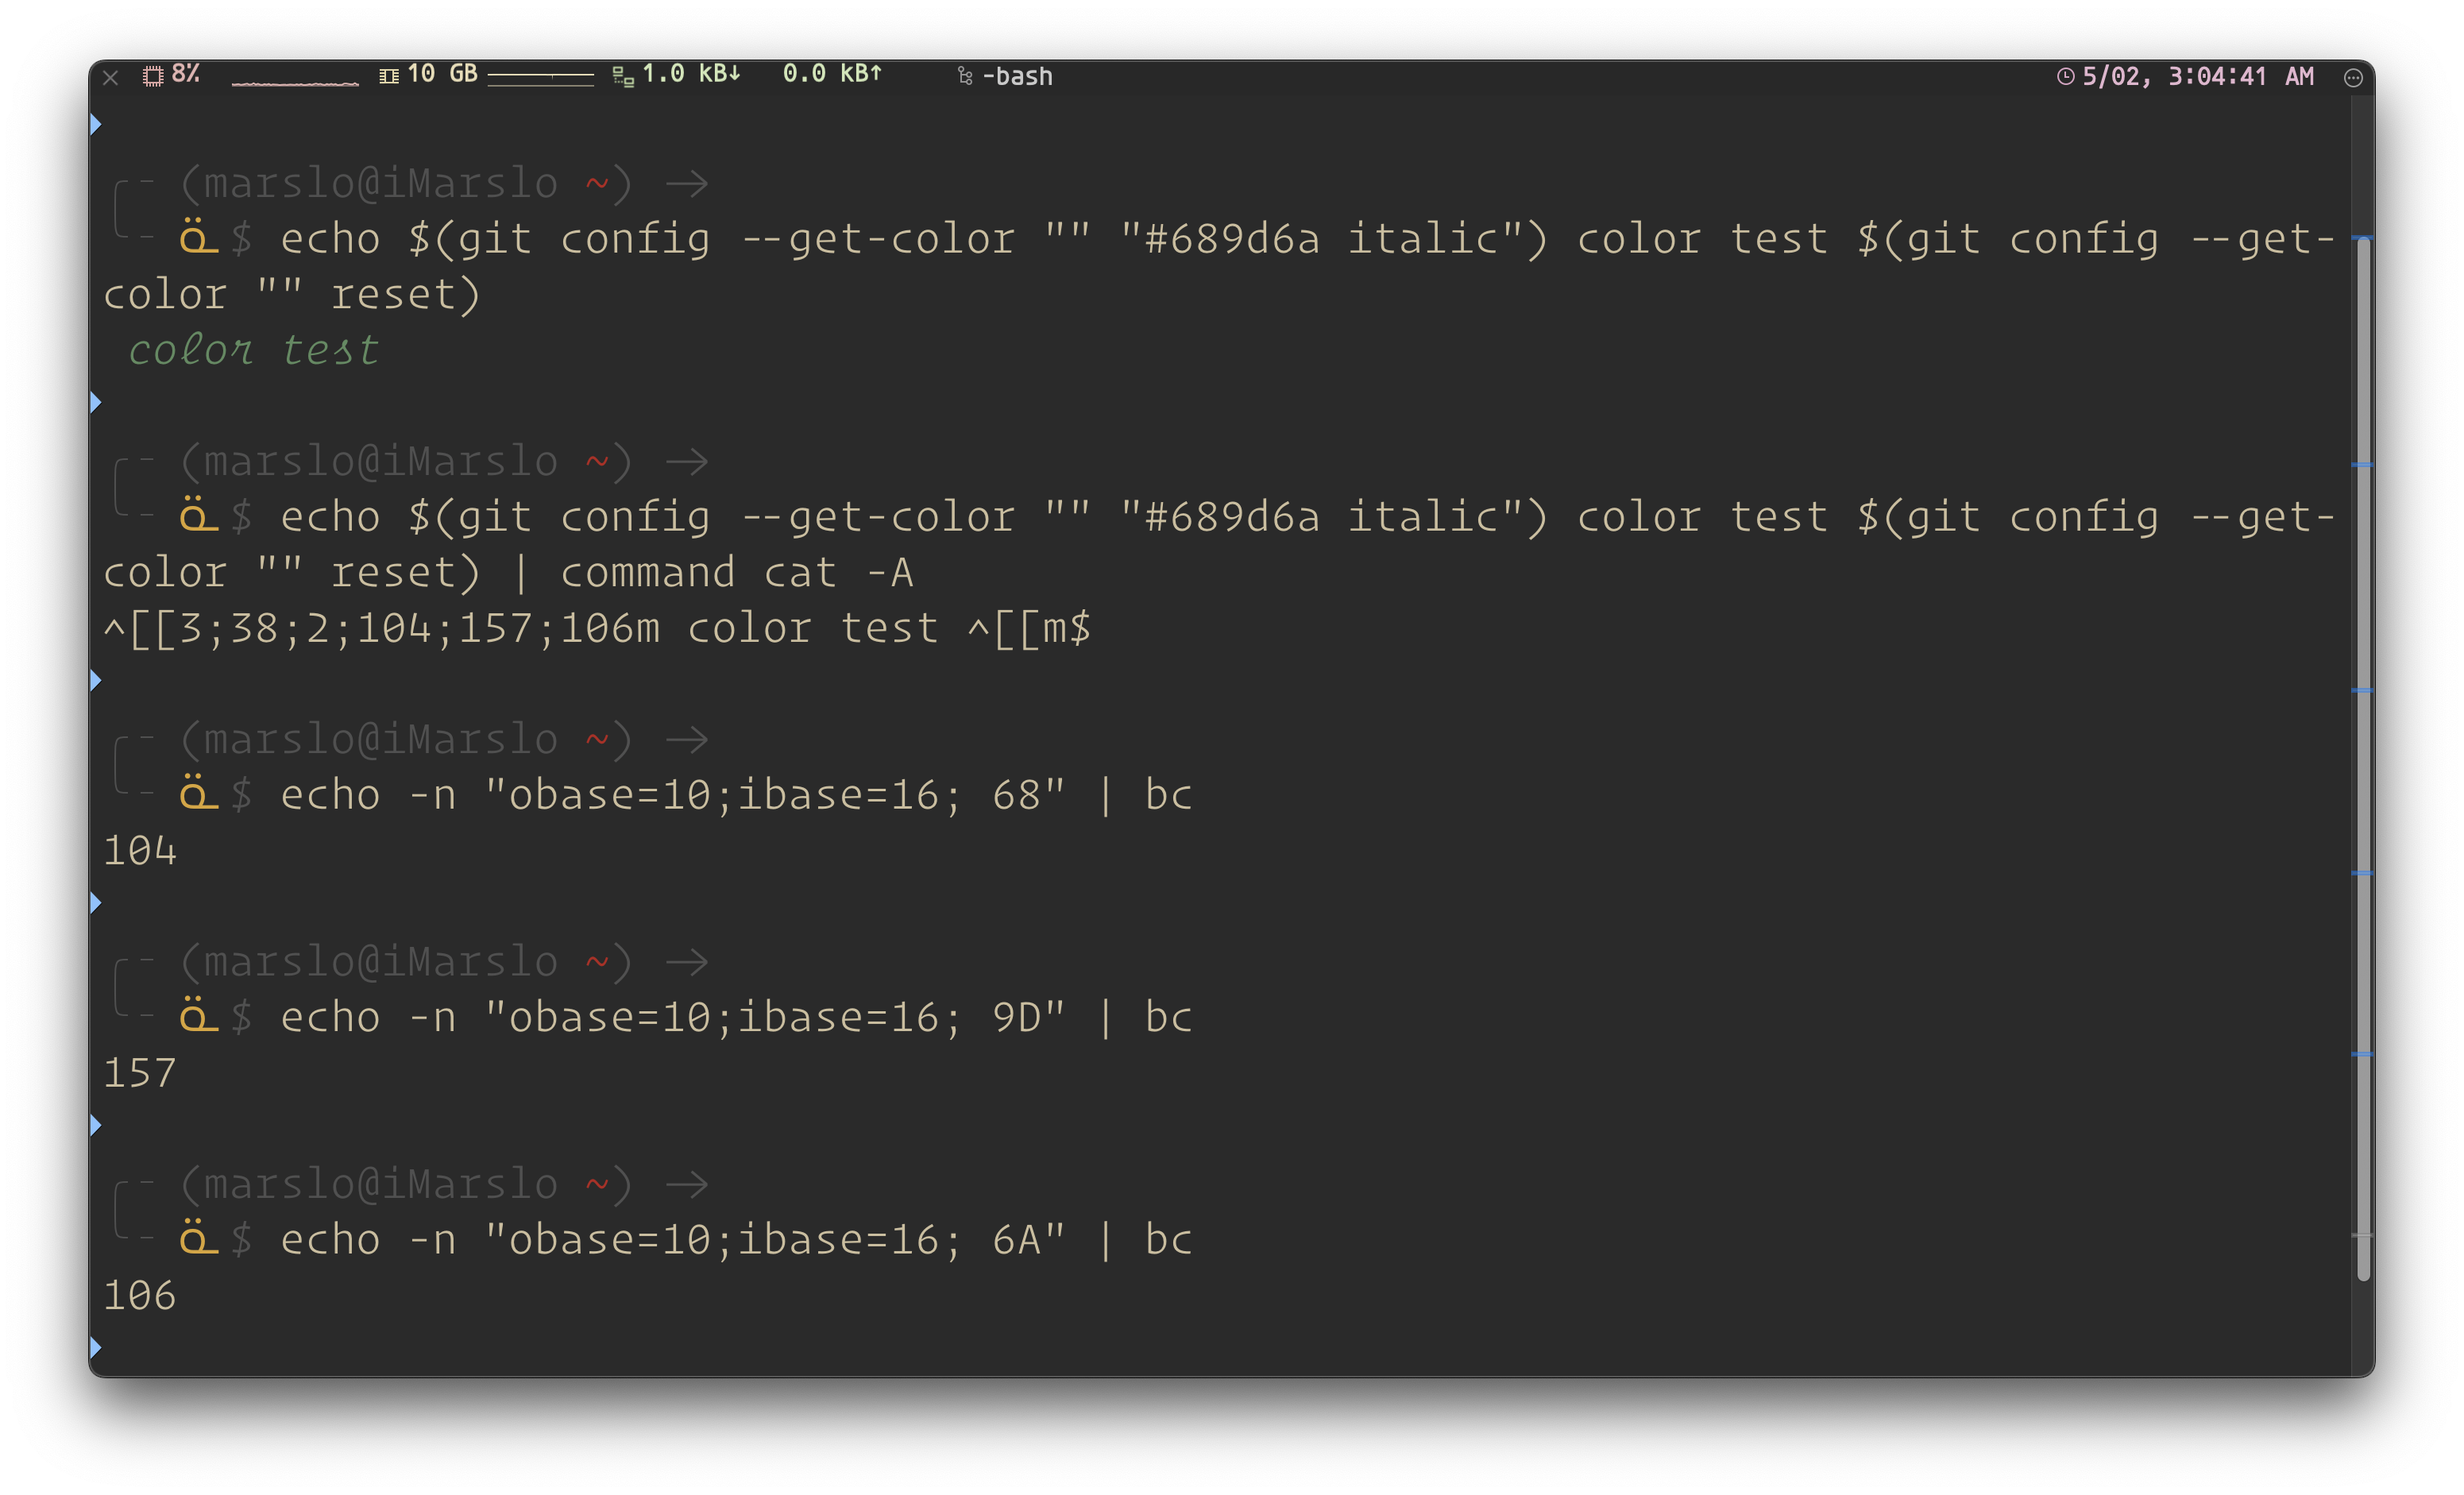 8% 10 GB 1.0 kB↓ 0.0 kB↑ -bash 5/02, 3:04:41 AM
(marslo@iMarslo ~) →
$ echo $(git config --get-color "" "#689d6a italic") color test $(git config --get-
color "" reset)
color test
(marslo@iMarslo ~) →
$ echo $(git config --get-color "" "#689d6a italic") color test $(git config --get-
color "" reset) | command cat -A
^[[3;38;2;104;157;106m color test ^[[m$
(marslo@iMarslo ~) →
$ echo -n "obase=10;ibase=16; 68" | bc
104
(marslo@iMarslo ~) →
$ echo -n "obase=10;ibase=16; 9D" | bc
157
(marslo@iMarslo ~) →
$ echo -n "obase=10;ibase=16; 6A" | bc
106